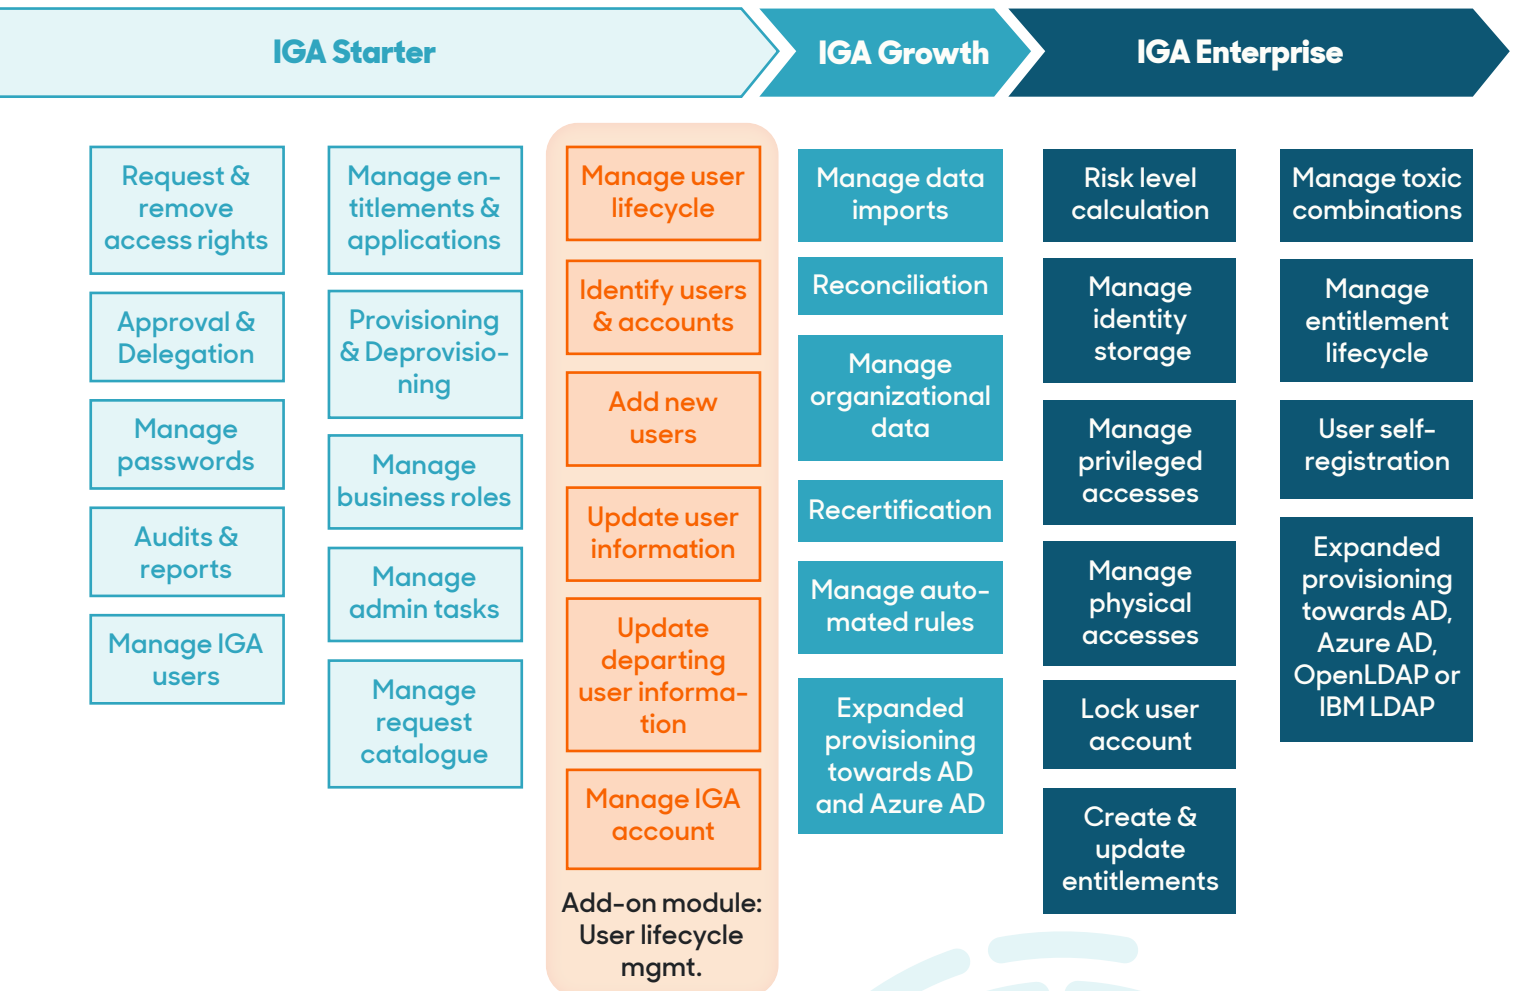 IGA Starter
IGA Growth
IGA Enterprise
Request &
remove
access rights
Approval &
Delegation
Manage
passwords
Audits &
reports
Manage IGA
users
Manage en-
titlements &
applications
Provisioning
& Deprovisio-
ning
Manage
business roles
Manage
admin tasks
Manage
request
catalogue
Manage user
lifecycle
Identify users
& accounts
Add new
users
Update user
information
Update
departing
user informa-
tion
Manage IGA
account
Add-on module:
User lifecycle
mgmt.
Manage data
imports
Reconciliation
Manage
organizational
data
Recertification
Manage auto-
mated rules
Expanded
provisioning
towards AD
and Azure AD
Risk level
calculation
Manage
identity
storage
Manage
privileged
accesses
Manage
physical
accesses
Lock user
account
Create &
update
entitlements
Manage toxic
combinations
Manage
entitlement
lifecycle
User self-
registration
Expanded
provisioning
towards AD,
Azure AD,
OpenLDAP or
IBM LDAP